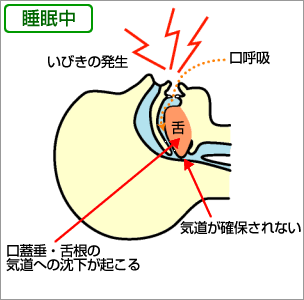 睡眠中
いびきの発生
口呼吸
舌
気道が確保されない
口蓋垂・舌根の
気道への沈下が起こる